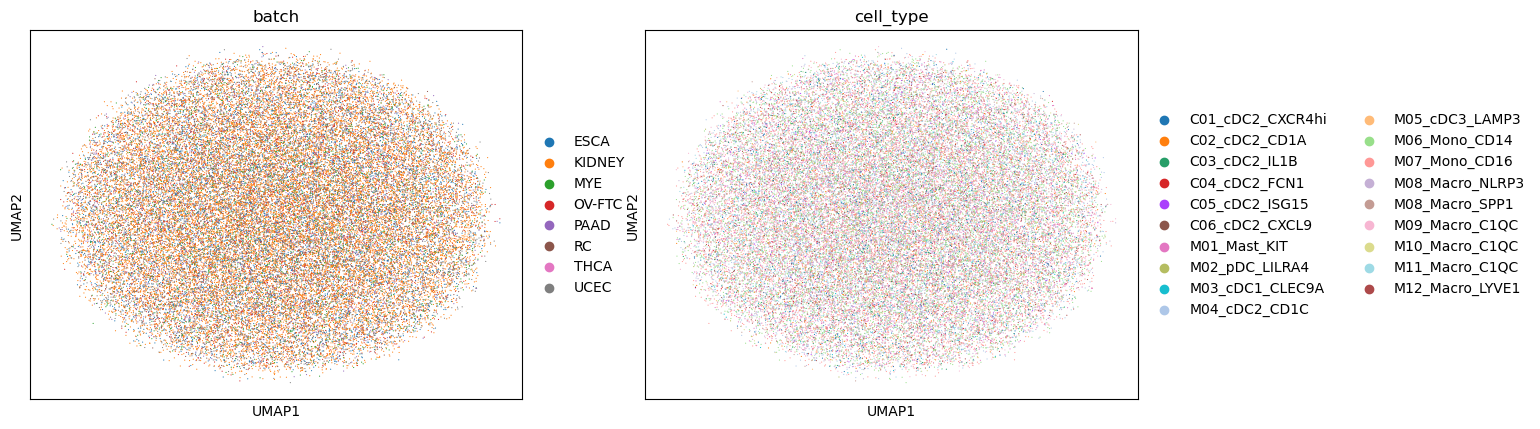 batch
UMAP2
UMAP1
ESCA
KIDNEY
MYE
OV-FTC
PAAD
RC
THCA
UCEC
cell_type
UMAP2
UMAP1
C01_cDC2_CXCR4hi
C02_cDC2_CD1A
C03_cDC2_IL1B
C04_cDC2_FCN1
C05_cDC2_ISG15
C06_cDC2_CXCL9
M01_Mast_KIT
M02_pDC_LILRA4
M03_cDC1_CLEC9A
M04_cDC2_CD1C
M05_cDC3_LAMP3
M06_Mono_CD14
M07_Mono_CD16
M08_Macro_NLRP3
M08_Macro_SPP1
M09_Macro_C1QC
M10_Macro_C1QC
M11_Macro_C1QC
M12_Macro_LYVE1